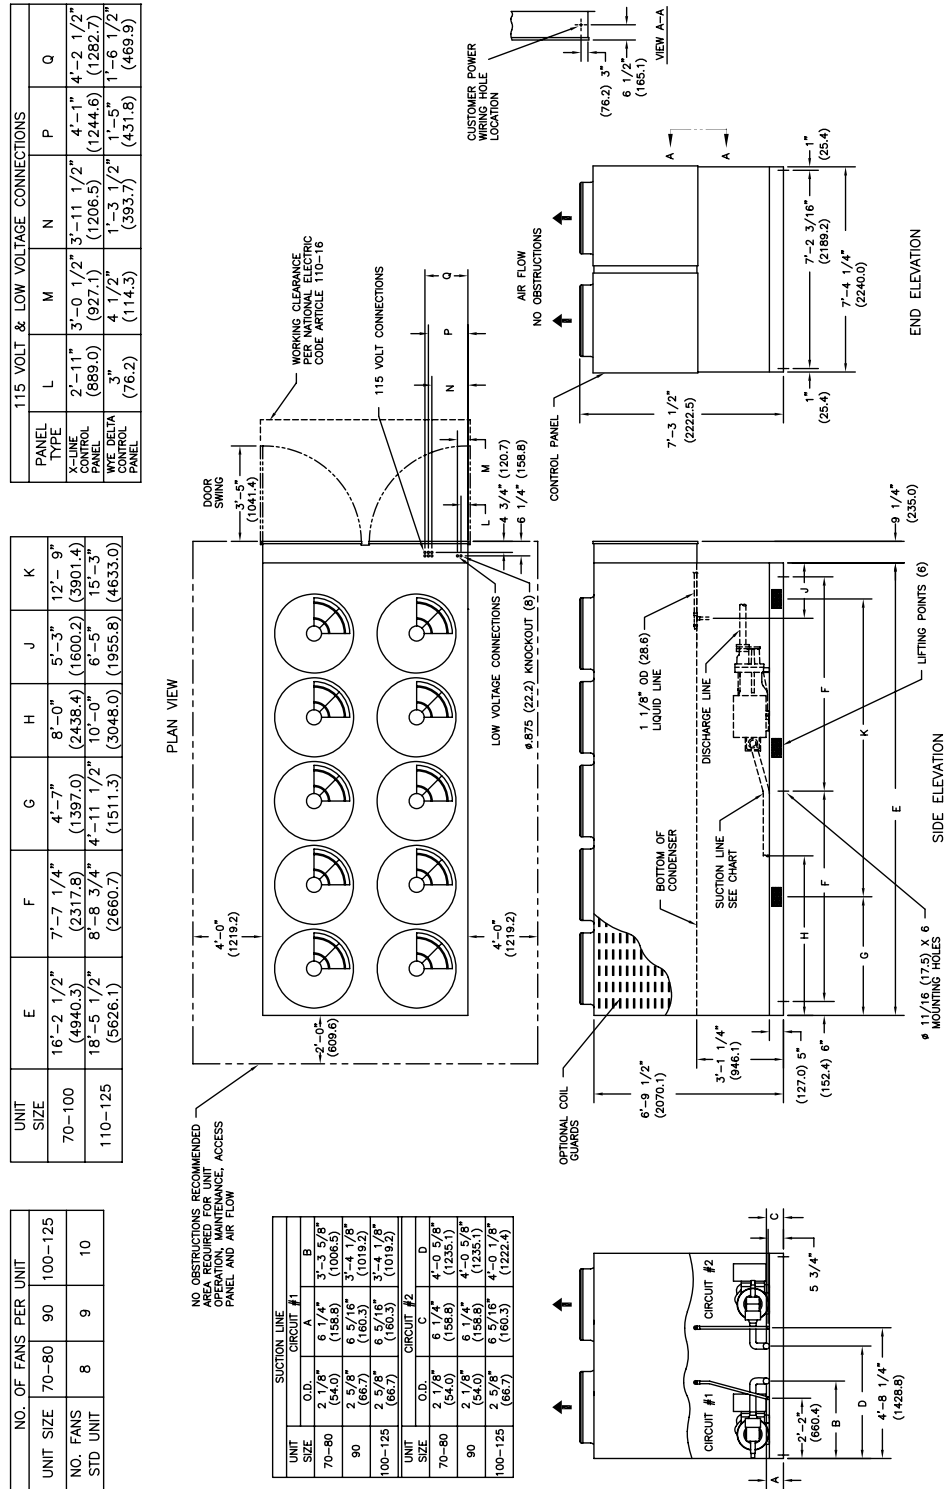 NO. OF FANS PER UNIT
UNIT SIZE 70-80 90 100-125
NO. FANS STD UNIT 8 9 10
UNIT SIZE E F G H J K
70-100 16'-2 1/2" (4940.3) 7'-7 1/4" (2317.8) 4'-7" (1397.0) 8'-0" (2438.4) 5'-3" (1600.2) 12'- 9" (3901.4)
110-125 18'-5 1/2" (5626.1) 8'-8 3/4" (2660.7) 4'-11 1/2" (1511.3) 10'-0" (3048.0) 6'-5" (1955.8) 15'-3" (4633.0)
115 VOLT & LOW VOLTAGE CONNECTIONS
PANEL TYPE L M N P Q
X-LINE CONTROL PANEL 2'-11" (889.0) 3'-0 1/2" (927.1) 3'-11 1/2" (1206.5) 4'-1" (1244.6) 4'-2 1/2" (1282.7)
WYE DELTA CONTROL PANEL 3" (76.2) 4 1/2" (114.3) 1'-3 1/2" (393.7) 1'-5" (431.8) 1'-6 1/2" (469.9)
PLAN VIEW
NO OBSTRUCTIONS RECOMMENDED
AREA REQUIRED FOR UNIT
OPERATION, MAINTENANCE, ACCESS
PANEL AND AIR FLOW
4'-0"
(1219.2)
2'-0"
(609.6)
4'-0"
(1219.2)
DOOR
SWING
3'-5"
(1041.4)
WORKING CLEARANCE
PER NATIONAL ELECTRIC
CODE ARTICLE 110-16
115 VOLT CONNECTIONS
LOW VOLTAGE CONNECTIONS
ø.875 (22.2) KNOCKOUT (8)
L
M
N
P
Q
4 3/4" (120.7)
6 1/4" (158.8)
SUCTION LINE
UNIT SIZE CIRCUIT #1
O.D. A B
70-80 2 1/8" (54.0) 6 1/4" (158.8) 3'-3 5/8" (1006.5)
90 2 5/8" (66.7) 6 5/16" (160.3) 3'-4 1/8" (1019.2)
100-125 2 5/8" (66.7) 6 5/16" (160.3) 3'-4 1/8" (1019.2)
UNIT SIZE CIRCUIT #2
O.D. C D
70-80 2 1/8" (54.0) 6 1/4" (158.8) 4'-0 5/8" (1235.1)
90 2 1/8" (54.0) 6 1/4" (158.8) 4'-0 5/8" (1235.1)
100-125 2 5/8" (66.7) 6 5/16" (160.3) 4'-0 1/8" (1222.4)
CUSTOMER POWER
WIRING HOLE
LOCATION
(76.2) 3"
6 1/2"
(165.1)
VIEW A-A
CIRCUIT #1
CIRCUIT #2
A
2'-2"
(660.4)
B
D
4'-8 1/4"
(1428.8)
C
5 3/4"
OPTIONAL COIL
GUARDS
6'-9 1/2"
(2070.1)
3'-1 1/4"
(946.1)
(127.0) 5"
(152.4) 6"
BOTTOM OF
CONDENSER
SUCTION LINE
SEE CHART
1 1/8" OD (28.6)
LIQUID LINE
DISCHARGE LINE
H
G
F
F
K
E
J
9 1/4"
(235.0)
LIFTING POINTS (6)
ø 11/16 (17.5) X 6
MOUNTING HOLES
SIDE ELEVATION
AIR FLOW
NO OBSTRUCTIONS
CONTROL PANEL
7'-3 1/2"
(2222.5)
A
A
1"
(25.4)
7'-2 3/16"
(2189.2)
1"
(25.4)
7'-4 1/4"
(2240.0)
END ELEVATION